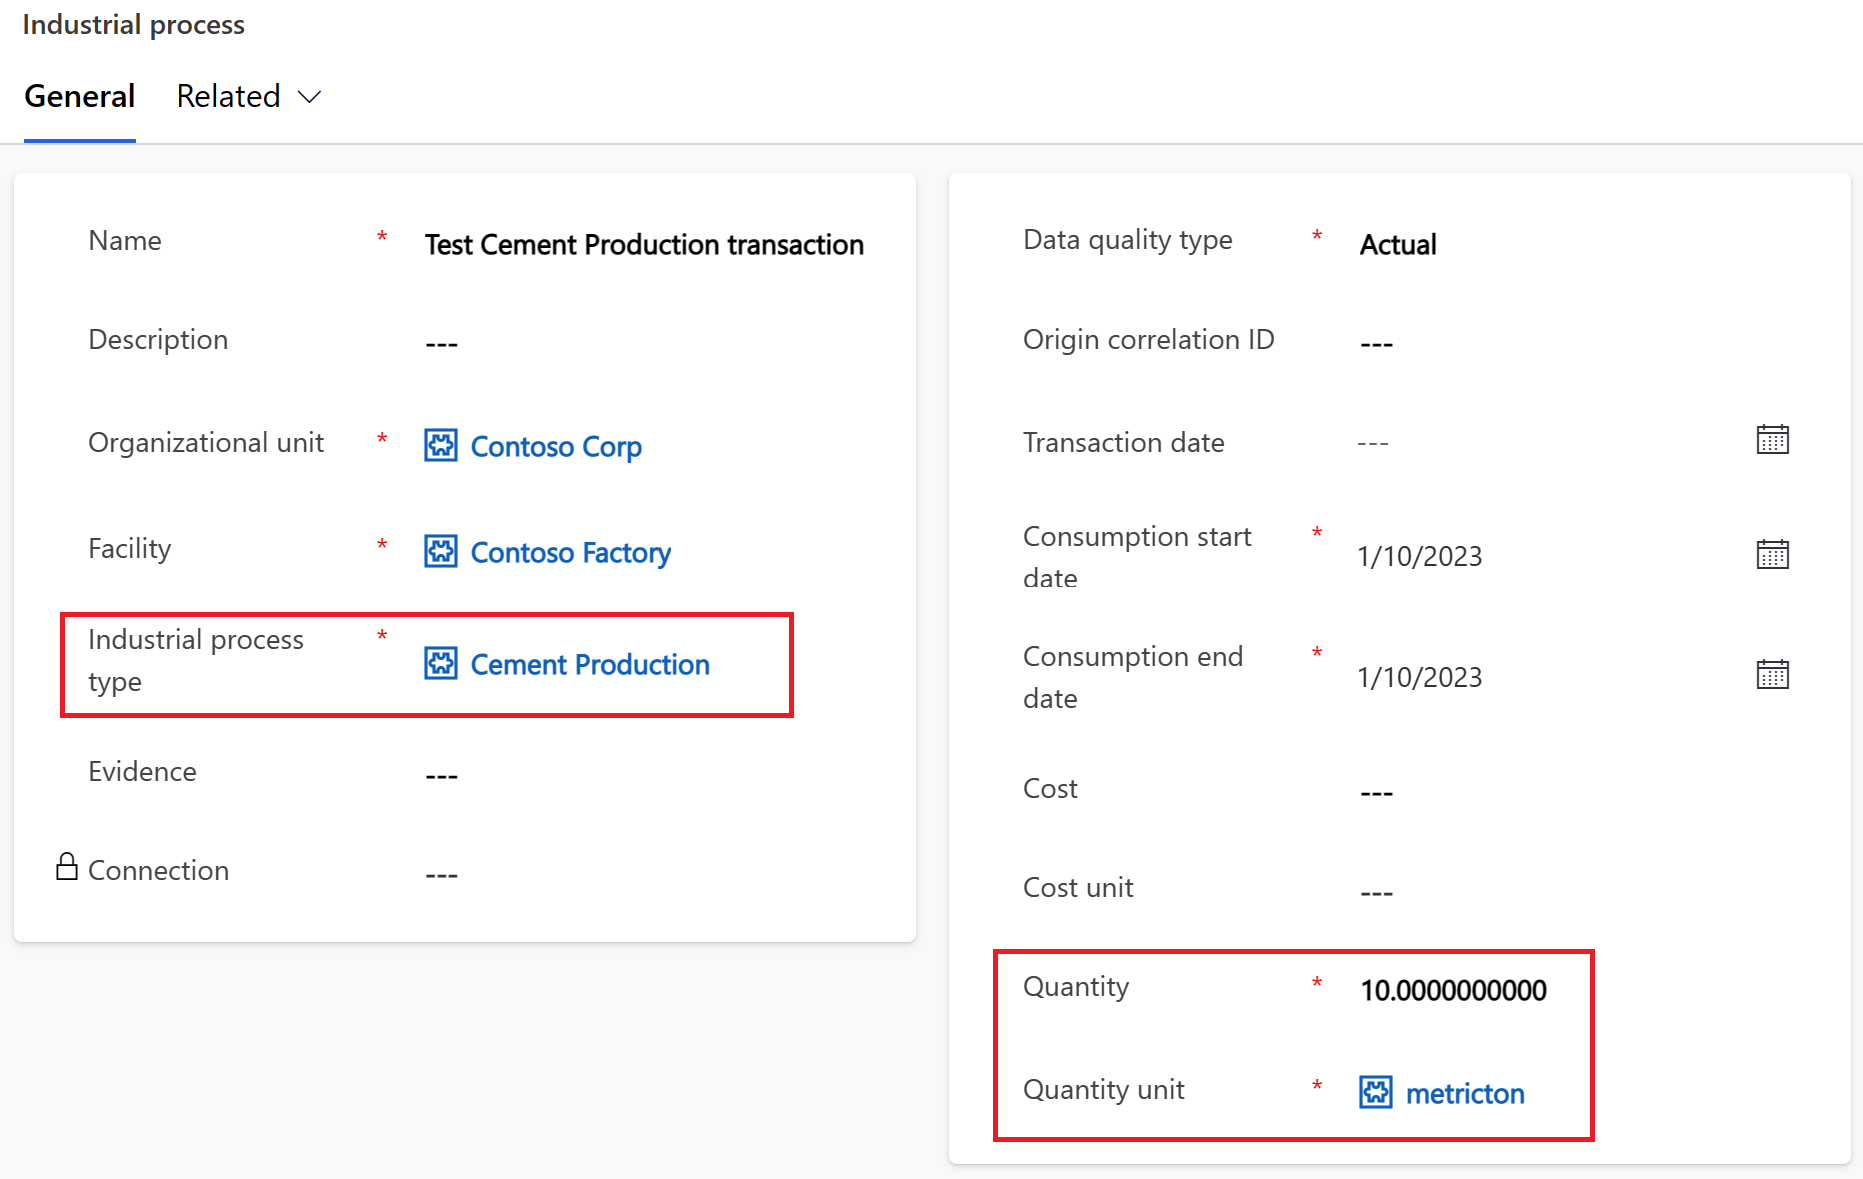 Industrial process
General Related
Name * Test Cement Production transaction
Description ---
Organizational unit * Contoso Corp
Facility * Contoso Factory
Industrial process
type * Cement Production
Evidence ---
Connection ---
Data quality type * Actual
Origin correlation ID ---
Transaction date ---
Consumption start
date * 1/10/2023
Consumption end
date * 1/10/2023
Cost ---
Cost unit ---
Quantity * 10.0000000000
Quantity unit * metricton